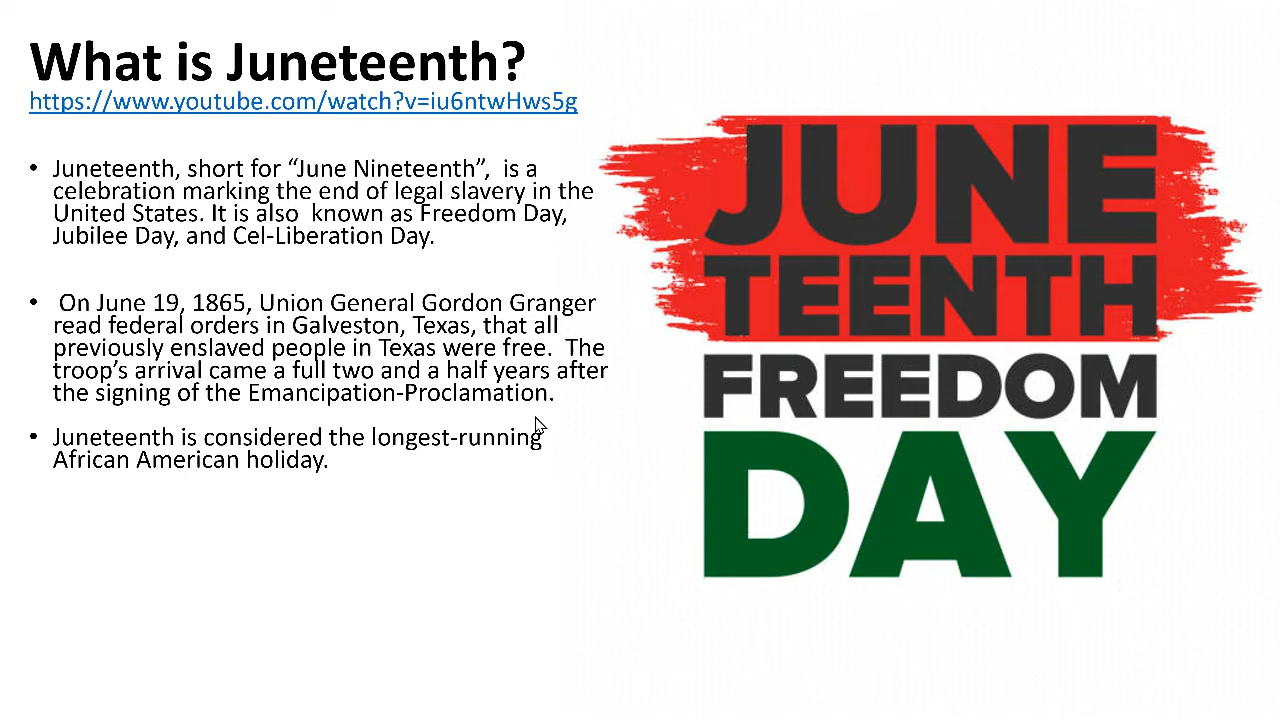 What is Juneteenth?
https://www.youtube.com/watch?v=iu6ntwHws5g
• Juneteenth, short for “June Nineteenth”,  is a
celebration marking the end of legal slavery in the
United States. It is also  known as Freedom Day,
Jubilee Day, and Cel-Liberation Day.
•  On June 19, 1865, Union General Gordon Granger
read federal orders in Galveston, Texas, that all
previously enslaved people in Texas were free.  The
troop’s arrival came a full two and a half years after
the signing of the Emancipation-Proclamation.
• Juneteenth is considered the longest-running
African American holiday.
JUNE
TEENTH
FREEDOM
DAY